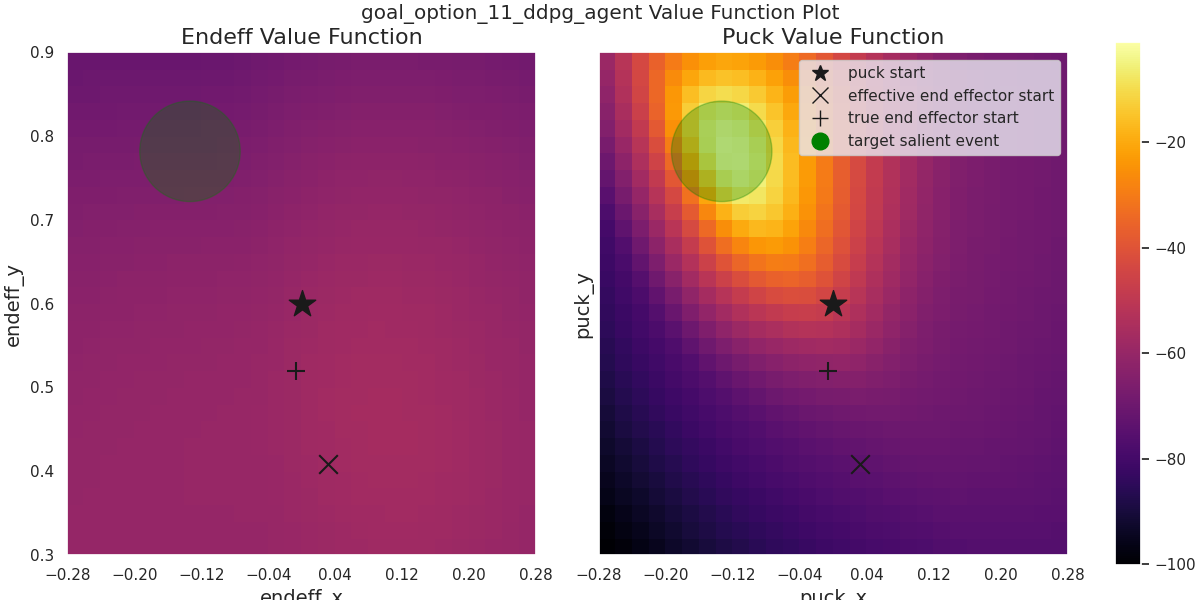 goal_option_11_ddpg_agent Value Function Plot
Endeff Value Function
Puck Value Function
endeff_y
0.9
0.8
0.7
0.6
0.5
0.4
0.3
−0.28 −0.20 −0.12 −0.04 0.04 0.12 0.20 0.28
endeff_x
puck_y
puck start
effective end effector start
true end effector start
target salient event
−0.28 −0.20 −0.12 −0.04 0.04 0.12 0.20 0.28
puck_x
−20
−40
−60
−80
−100